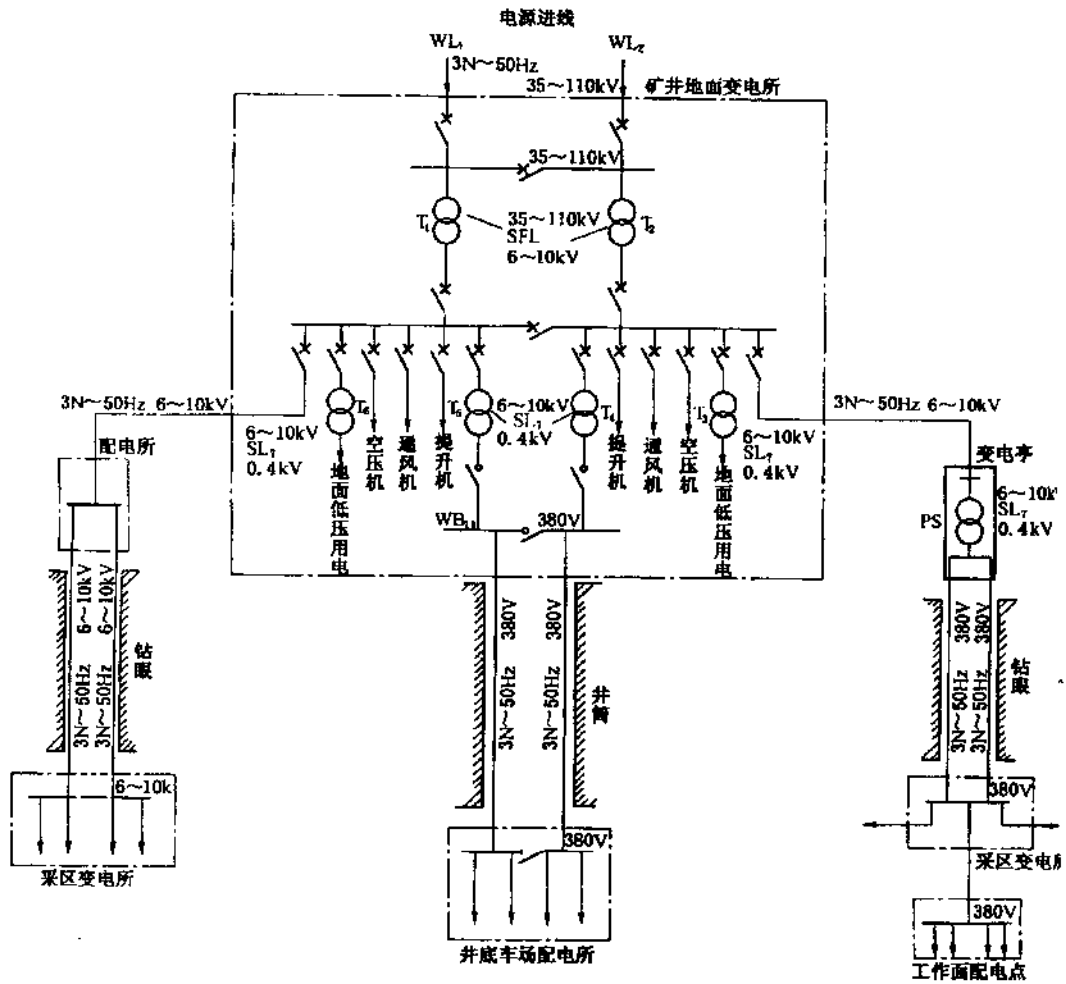 电源进线
WL₁
WL₂
3N～50Hz
35～110kV
矿井地面变电所
35～110kV
T₁
35～110kV
SFL
6～10kV
T₂
3N～50Hz 6～10kV
6～10kV
SL₇
0.4kV
T₆
T₅
6～10kV
SL₇
0.4kV
T₄
T₃
6～10kV
SL₇
0.4kV
3N～50Hz 6～10kV
地面低压用电
空压机
通风机
提升机
提升机
通风机
空压机
地面低压用电
配电所
变电亭
PS
6～10k
SL₇
0.4kV
380V
3N～50Hz 6～10kV
3N～50Hz 6～10kV
钻眼
3N～50Hz 380V
3N～50Hz 380V
井筒
3N～50Hz 380V
3N～50Hz 380V
钻眼
6～10k
采区变电所
380V
井底车场配电所
380V
采区变电所
380V
工作面配电点